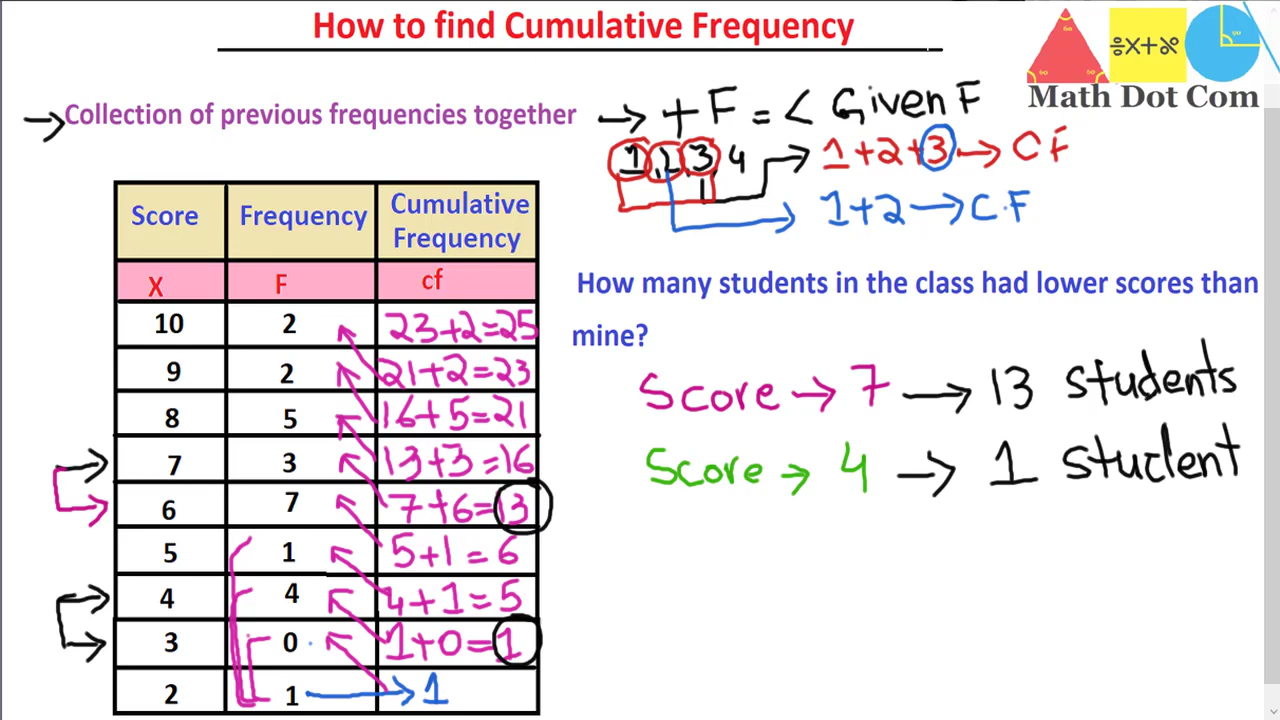 How to find Cumulative Frequency
÷×+
60
60
60
90
Math Dot Com
→Collection of previous frequencies together → +F = < Given F
1, 2, 3, 4 → 1+2+3 → CF
1+2 → C.F
Score Frequency Cumulative Frequency
X F cf
10 2 23+2=25
9 2 21+2=23
8 5 16+5=21
7 3 13+3=16
6 7 7+6=13
5 1 5+1=6
4 4 4+1=5
3 0 1+0=1
2 1 → 1
How many students in the class had lower scores than
mine?
Score → 7 → 13 students
Score → 4 → 1 student